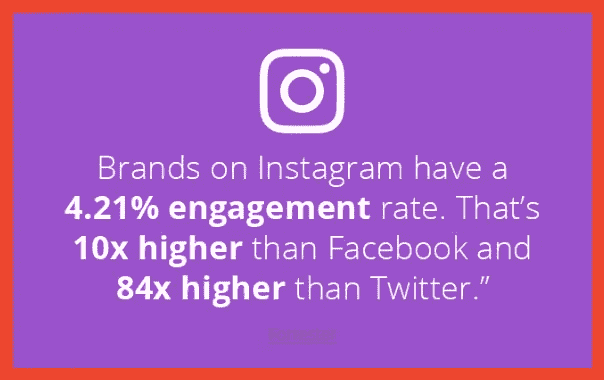 Brands on Instagram have a
4.21% engagement rate. That’s
10x higher than Facebook and
84x higher than Twitter.”